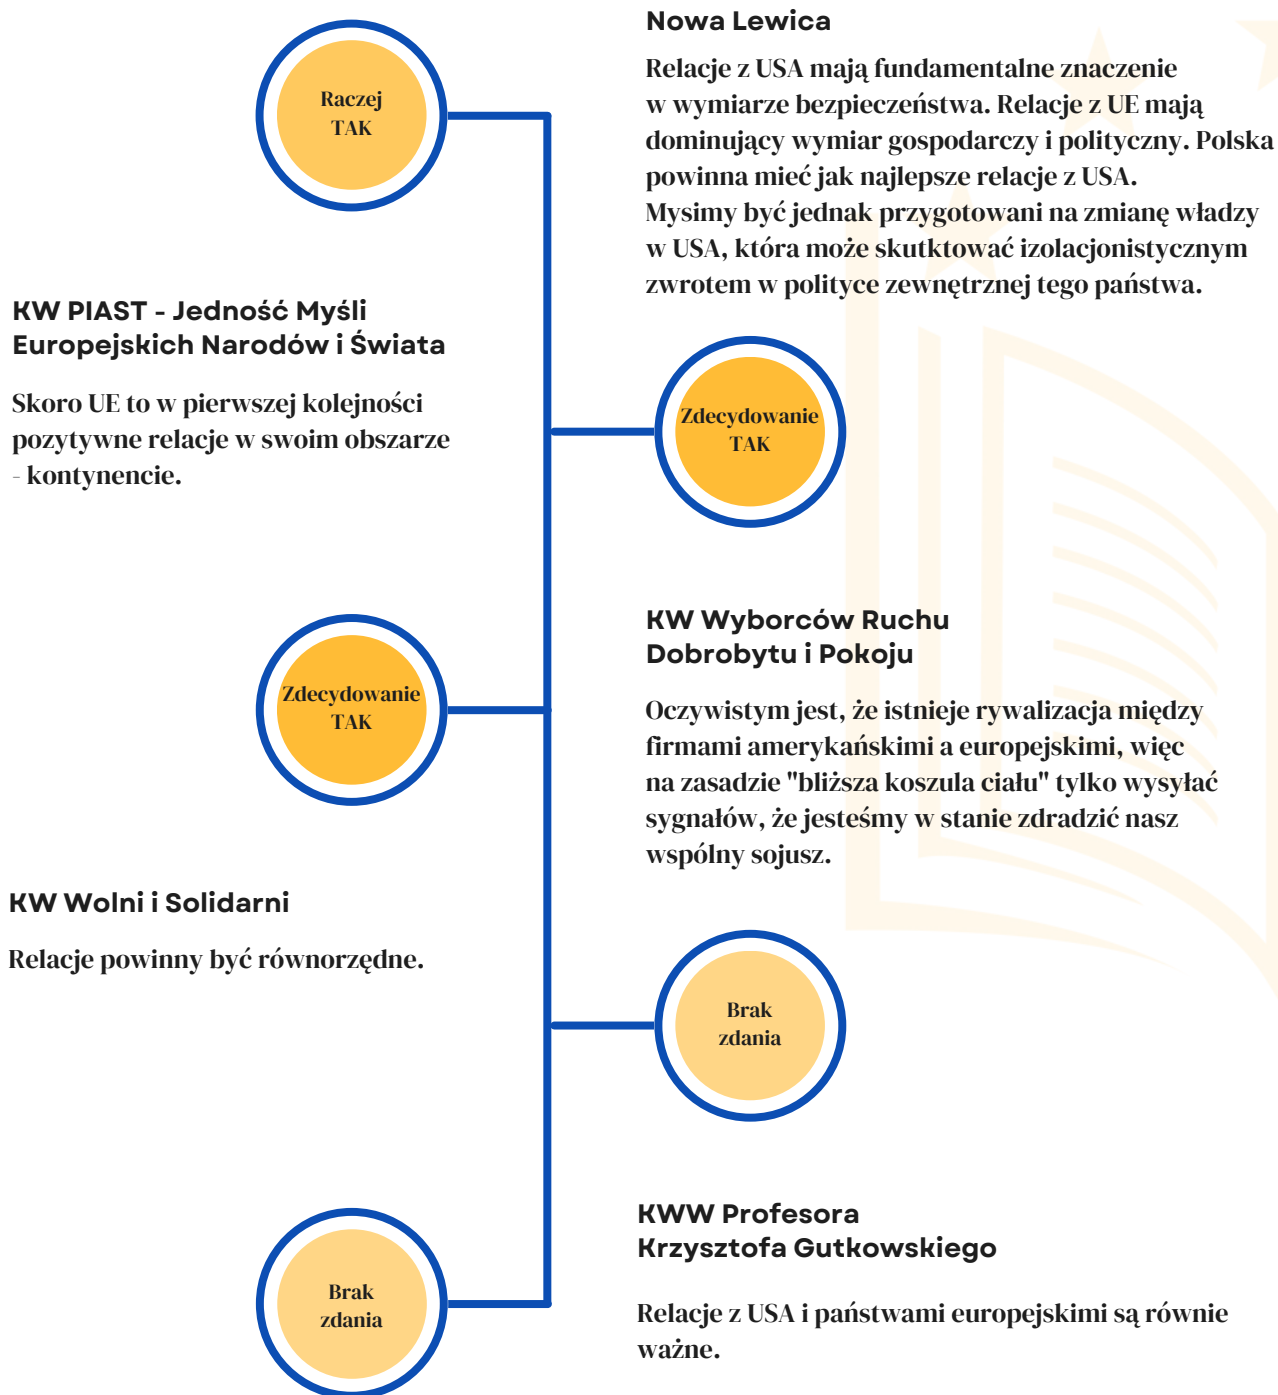 Nowa Lewica
Raczej
TAK
Relacje z USA mają fundamentalne znaczenie
w wymiarze bezpieczeństwa. Relacje z UE mają
dominujący wymiar gospodarczy i polityczny. Polska
powinna mieć jak najlepsze relacje z USA.
Mysimy być jednak przygotowani na zmianę władzy
w USA, która może skutktować izolacjonistycznym
zwrotem w polityce zewnętrznej tego państwa.
KW PIAST - Jedność Myśli
Europejskich Narodów i Świata
Skoro UE to w pierwszej kolejności
pozytywne relacje w swoim obszarze
- kontynencie.
Zdecydowanie
TAK
KW Wyborców Ruchu
Dobrobytu i Pokoju
Zdecydowanie
TAK
Oczywistym jest, że istnieje rywalizacja między
firmami amerykańskimi a europejskimi, więc
na zasadzie "bliższa koszula ciału" tylko wysyłać
sygnałów, że jesteśmy w stanie zdradzić nasz
wspólny sojusz.
KW Wolni i Solidarni
Relacje powinny być równorzędne.
Brak
zdania
KWW Profesora
Krzysztofa Gutkowskiego
Brak
zdania
Relacje z USA i państwami europejskimi są równie
ważne.